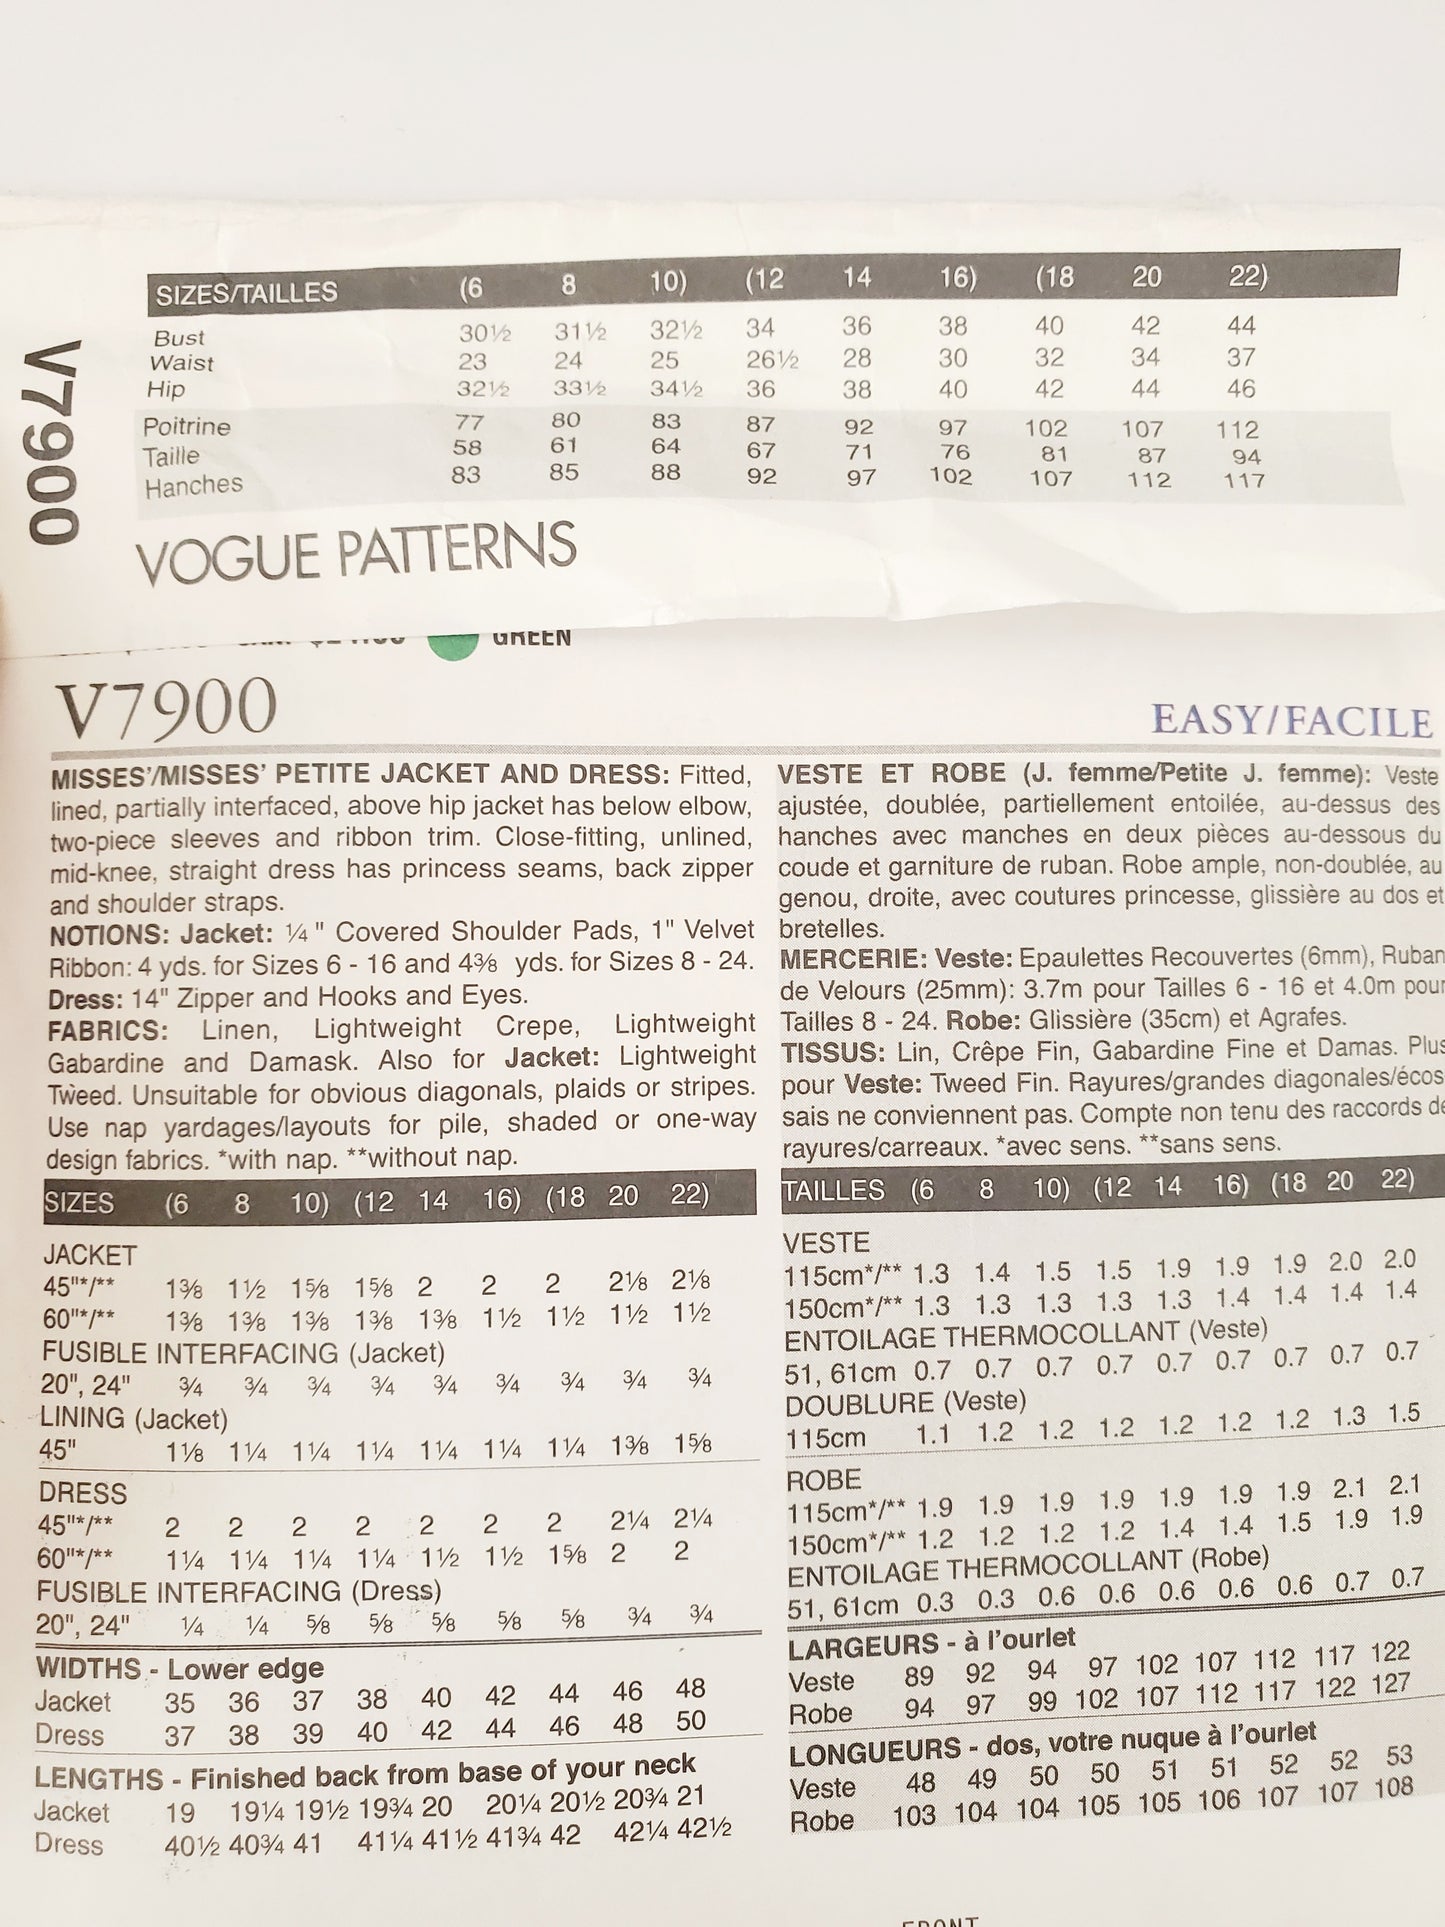 SIZES/TAILLES (6 8 10) (12 14 16) (18 20 22)
Bust 30½ 31½ 32½ 34 36 38 40 42 44
Waist 23 24 25 26½ 28 30 32 34 37
Hip 32½ 33½ 34½ 36 38 40 42 44 46
Poitrine 77 80 83 87 92 97 102 107 112
Taille 58 61 64 67 71 76 81 87 94
Hanches 83 85 88 92 97 102 107 112 117
V7900
VOGUE PATTERNS
GREEN
V7900
EASY/FACILE
MISSES'/MISSES' PETITE JACKET AND DRESS: Fitted,
lined, partially interfaced, above hip jacket has below elbow,
two-piece sleeves and ribbon trim. Close-fitting, unlined,
mid-knee, straight dress has princess seams, back zipper
and shoulder straps.
NOTIONS: Jacket: ¼" Covered Shoulder Pads, 1" Velvet
Ribbon: 4 yds. for Sizes 6 - 16 and 4⅜ yds. for Sizes 8 - 24.
Dress: 14" Zipper and Hooks and Eyes.
FABRICS: Linen, Lightweight Crepe, Lightweight
Gabardine and Damask. Also for Jacket: Lightweight
Tweed. Unsuitable for obvious diagonals, plaids or stripes.
Use nap yardages/layouts for pile, shaded or one-way
design fabrics. *with nap. **without nap.
SIZES (6 8 10) (12 14 16) (18 20 22)
JACKET
45"*/** 1⅜ 1½ 1⅝ 1⅝ 2 2 2 2⅛ 2⅛
60"*/** 1⅜ 1⅜ 1⅜ 1⅜ 1⅜ 1½ 1½ 1½ 1½
FUSIBLE INTERFACING (Jacket)
20", 24" ¾ ¾ ¾ ¾ ¾ ¾ ¾ ¾ ¾
LINING (Jacket)
45" 1⅛ 1¼ 1¼ 1¼ 1¼ 1¼ 1¼ 1⅜ 1⅝
DRESS
45"*/** 2 2 2 2 2 2 2 2¼ 2¼
60"*/** 1¼ 1¼ 1¼ 1¼ 1½ 1½ 1⅝ 2 2
FUSIBLE INTERFACING (Dress)
20", 24" ¼ ¼ ⅝ ⅝ ⅝ ⅝ ⅝ ¾ ¾
WIDTHS - Lower edge
Jacket 35 36 37 38 40 42 44 46 48
Dress 37 38 39 40 42 44 46 48 50
LENGTHS - Finished back from base of your neck
Jacket 19 19¼ 19½ 19¾ 20 20¼ 20½ 20¾ 21
Dress 40½ 40¾ 41 41¼ 41½ 41¾ 42 42¼ 42½
VESTE ET ROBE (J. femme/Petite J. femme): Veste
ajustée, doublée, partiellement entoilée, au-dessus des
hanches avec manches en deux pièces au-dessous du
coude et garniture de ruban. Robe ample, non-doublée, au
genou, droite, avec coutures princesse, glissière au dos et
bretelles.
MERCERIE: Veste: Epaulettes Recouvertes (6mm), Ruban
de Velours (25mm): 3.7m pour Tailles 6 - 16 et 4.0m pour
Tailles 8 - 24. Robe: Glissière (35cm) et Agrafes.
TISSUS: Lin, Crêpe Fin, Gabardine Fine et Damas. Plus
pour Veste: Tweed Fin. Rayures/grandes diagonales/écos-
sais ne conviennent pas. Compte non tenu des raccords de
rayures/carreaux. *avec sens. **sans sens.
TAILLES (6 8 10) (12 14 16) (18 20 22)
VESTE
115cm*/** 1.3 1.4 1.5 1.5 1.9 1.9 1.9 2.0 2.0
150cm*/** 1.3 1.3 1.3 1.3 1.3 1.4 1.4 1.4 1.4
ENTOILAGE THERMOCOLLANT (Veste)
51, 61cm 0.7 0.7 0.7 0.7 0.7 0.7 0.7 0.7 0.7
DOUBLURE (Veste)
115cm 1.1 1.2 1.2 1.2 1.2 1.2 1.2 1.3 1.5
ROBE
115cm*/** 1.9 1.9 1.9 1.9 1.9 1.9 1.9 2.1 2.1
150cm*/** 1.2 1.2 1.2 1.2 1.4 1.4 1.5 1.9 1.9
ENTOILAGE THERMOCOLLANT (Robe)
51, 61cm 0.3 0.3 0.6 0.6 0.6 0.6 0.6 0.7 0.7
LARGEURS - à l'ourlet
Veste 89 92 94 97 102 107 112 117 122
Robe 94 97 99 102 107 112 117 122 127
LONGUEURS - dos, votre nuque à l'ourlet
Veste 48 49 50 50 51 51 52 52 53
Robe 103 104 104 105 105 106 107 107 108
FRONT